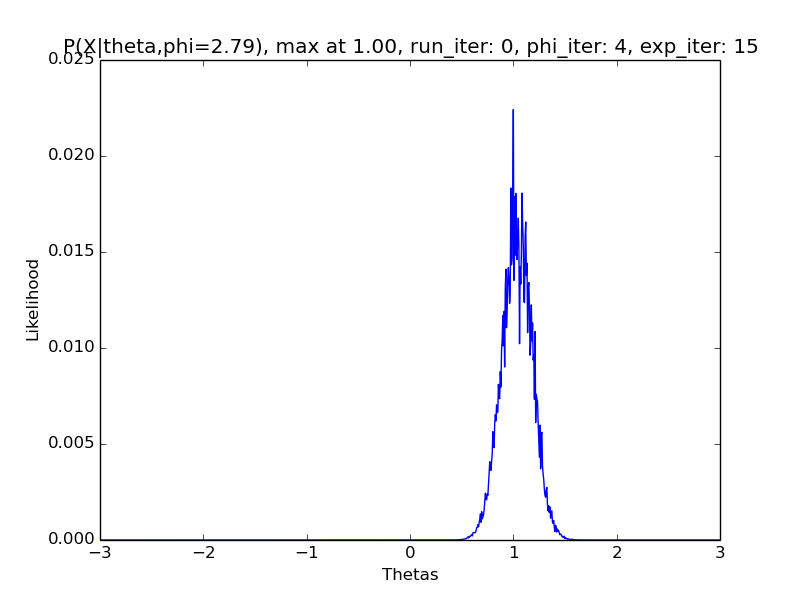 P(X|theta,phi=2.79), max at 1.00, run_iter: 0, phi_iter: 4, exp_iter: 15
0.025
0.020
0.015
0.010
0.005
0.000
Likelihood
−3 −2 −1 0 1 2 3
Thetas